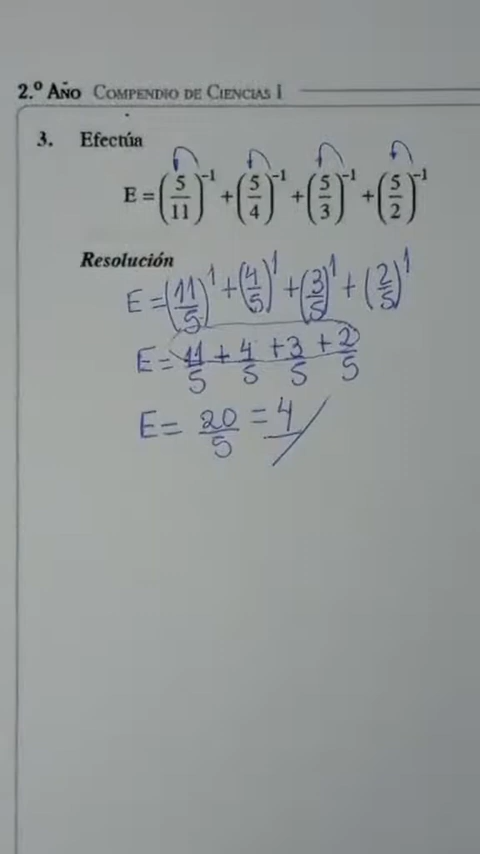 2.º AÑO COMPENDIO DE CIENCIAS I
3. Efectúa
E = (5/11)⁻¹ + (5/4)⁻¹ + (5/3)⁻¹ + (5/2)⁻¹
Resolución
E = (11/5)¹ + (4/5)¹ + (3/5)¹ + (2/5)¹
E = 11/5 + 4/5 + 3/5 + 2/5
E = 20/5 = 4